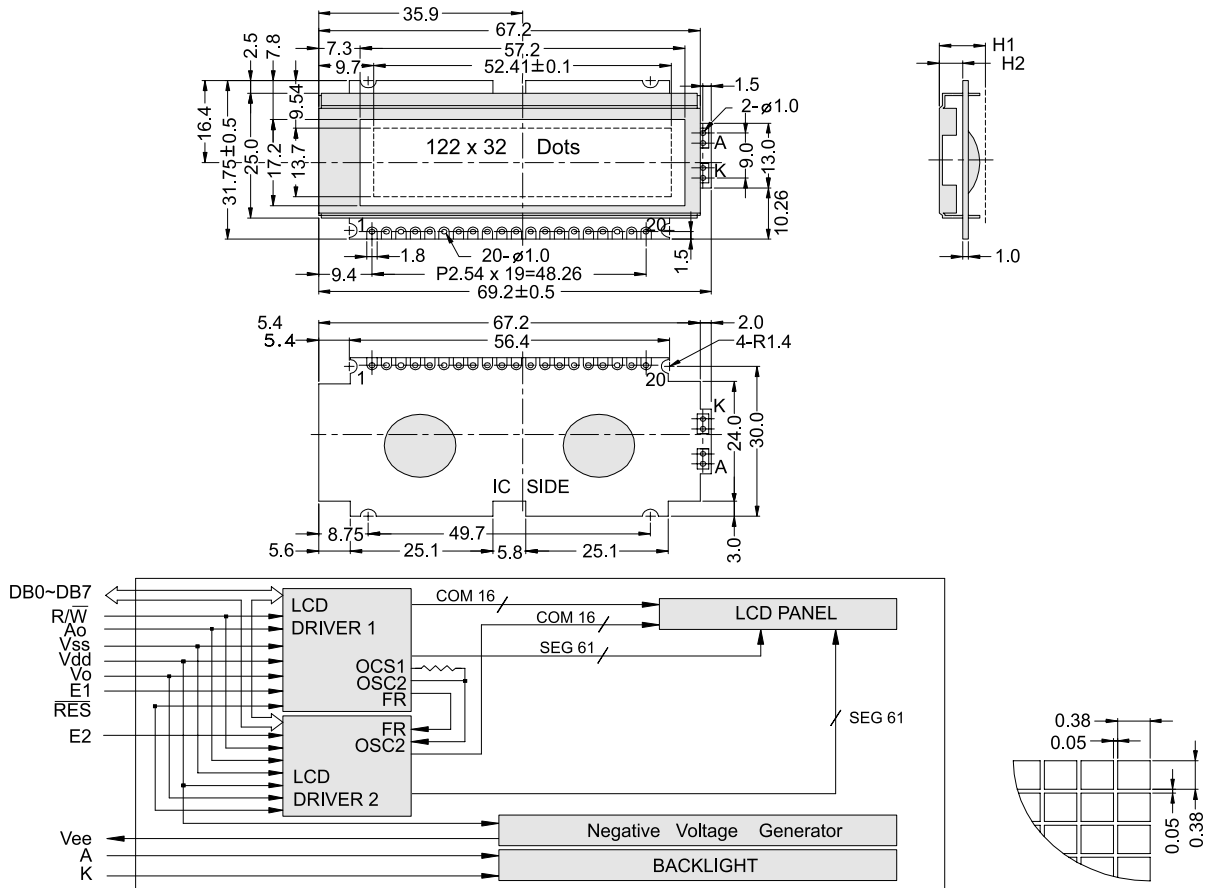 35.9
67.2
7.3 57.2
9.7 52.41±0.1
2.5
7.8
9.54
16.4
31.75±0.5
25.0
17.2
13.7
122 x 32 Dots
1.5
2-ø1.0
A
K
9.0
13.0
10.26
1 20
1.8 20-ø1.0
1.5
9.4 P2.54 x 19=48.26
69.2±0.5
H1
H2
1.0
5.4 67.2 2.0
5.4 56.4 4-R1.4
1 20
K
A
24.0
30.0
IC SIDE
8.75 49.7
3.0
5.6 25.1 5.8 25.1
DB0~DB7
R/W̅
Ao
Vss
Vdd
Vo
E1
R̅E̅S̅
E2
Vee
A
K
LCD
DRIVER 1
OCS1
OSC2
FR
FR
OSC2
LCD
DRIVER 2
COM 16
COM 16
SEG 61
LCD PANEL
SEG 61
Negative Voltage Generator
BACKLIGHT
0.38
0.05
0.05
0.38